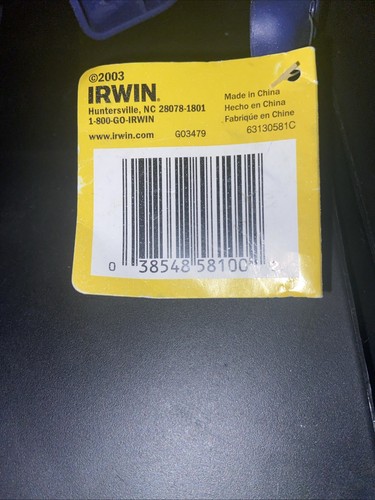 ©2003
IRWIN®
Huntersville, NC 28078-1801
1-800-GO-IRWIN
www.irwin.com G03479
Made in China
Hecho en China
Fabriqúe en Chine
63130581C
0 38548 58100